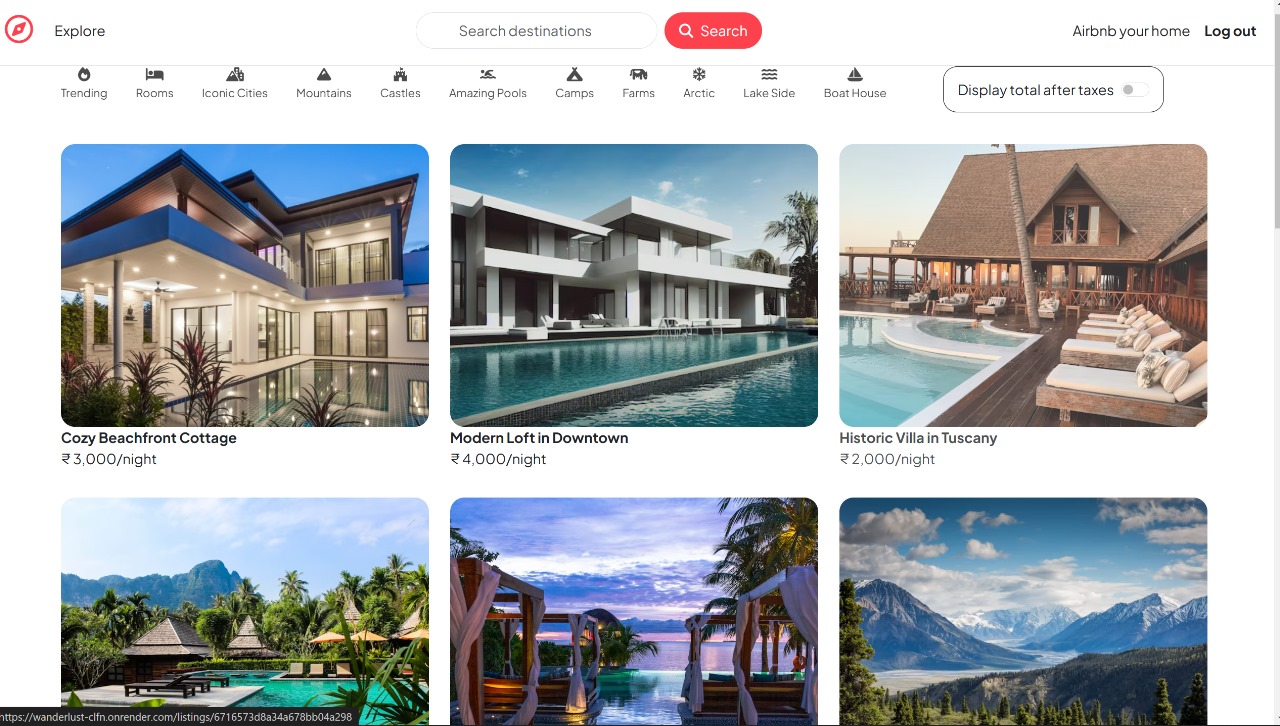 Explore
Search destinations
Search
Airbnb your home
Log out
Trending
Rooms
Iconic Cities
Mountains
Castles
Amazing Pools
Camps
Farms
Arctic
Lake Side
Boat House
Display total after taxes
Cozy Beachfront Cottage
₹ 3,000/night
Modern Loft in Downtown
₹ 4,000/night
Historic Villa in Tuscany
₹ 2,000/night
https://wanderlust-clfn.onrender.com/listings/6716573d8a34a678bb04a298